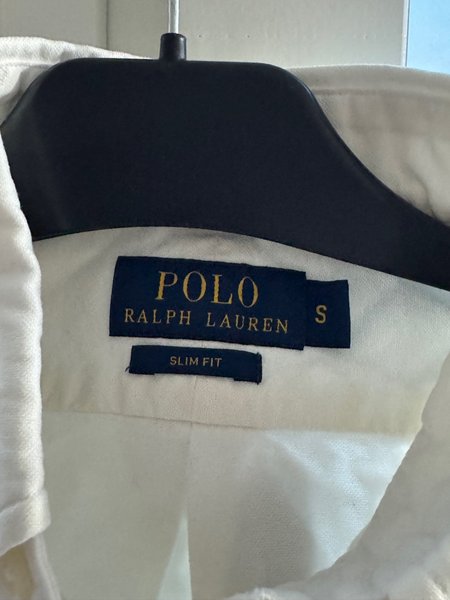 POLO
RALPH LAUREN
S
SLIM FIT